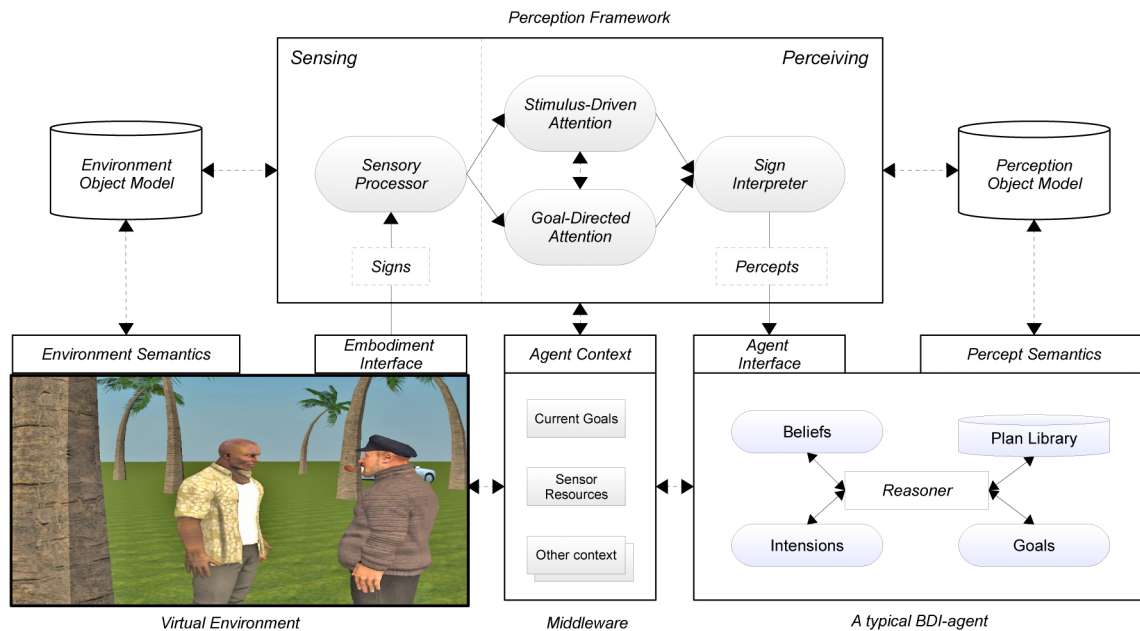 Perception Framework
Sensing
Perceiving
Stimulus-Driven
Attention
Environment
Object Model
Sensory
Processor
Sign
Interpreter
Perception
Object Model
Goal-Directed
Attention
Signs
Percepts
Environment Semantics
Embodiment
Interface
Agent Context
Agent
Interface
Percept Semantics
Current Goals
Sensor
Resources
Other context
Beliefs
Plan Library
Reasoner
Intensions
Goals
Virtual Environment
Middleware
A typical BDI-agent